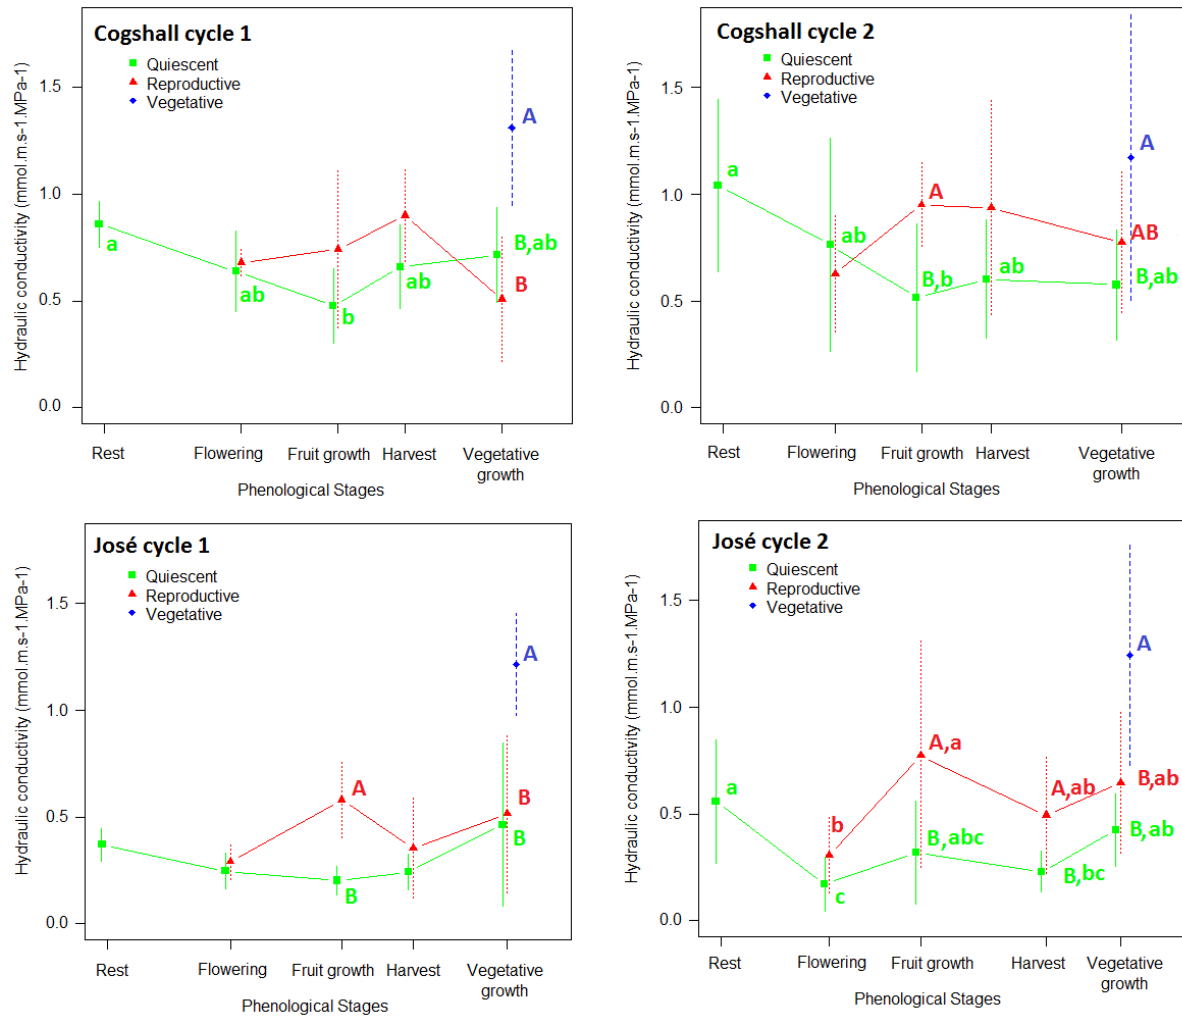 Cogshall cycle 1
Quiescent
Reproductive
Vegetative
Hydraulic conductivity (mmol.m.s-1.MPa-1)
1.5
1.0
0.5
0.0
a
ab
b
ab
B,ab
B
A
Rest
Flowering
Fruit growth
Harvest
Vegetative
growth
Phenological Stages
Cogshall cycle 2
Quiescent
Reproductive
Vegetative
Hydraulic conductivity (mmol.m.s-1.MPa-1)
1.5
1.0
0.5
0.0
a
ab
A
B,b
ab
A
AB
B,ab
Rest
Flowering
Fruit growth
Harvest
Vegetative
growth
Phenological Stages
José cycle 1
Quiescent
Reproductive
Vegetative
Hydraulic conductivity (mmol.m.s-1.MPa-1)
1.5
1.0
0.5
0.0
A
B
A
B
B
Rest
Flowering
Fruit growth
Harvest
Vegetative
growth
Phenological Stages
José cycle 2
Quiescent
Reproductive
Vegetative
Hydraulic conductivity (mmol.m.s-1.MPa-1)
1.5
1.0
0.5
0.0
a
b
c
A,a
B,abc
A,ab
B,bc
A
B,ab
B,ab
Rest
Flowering
Fruit growth
Harvest
Vegetative
growth
Phenological Stages